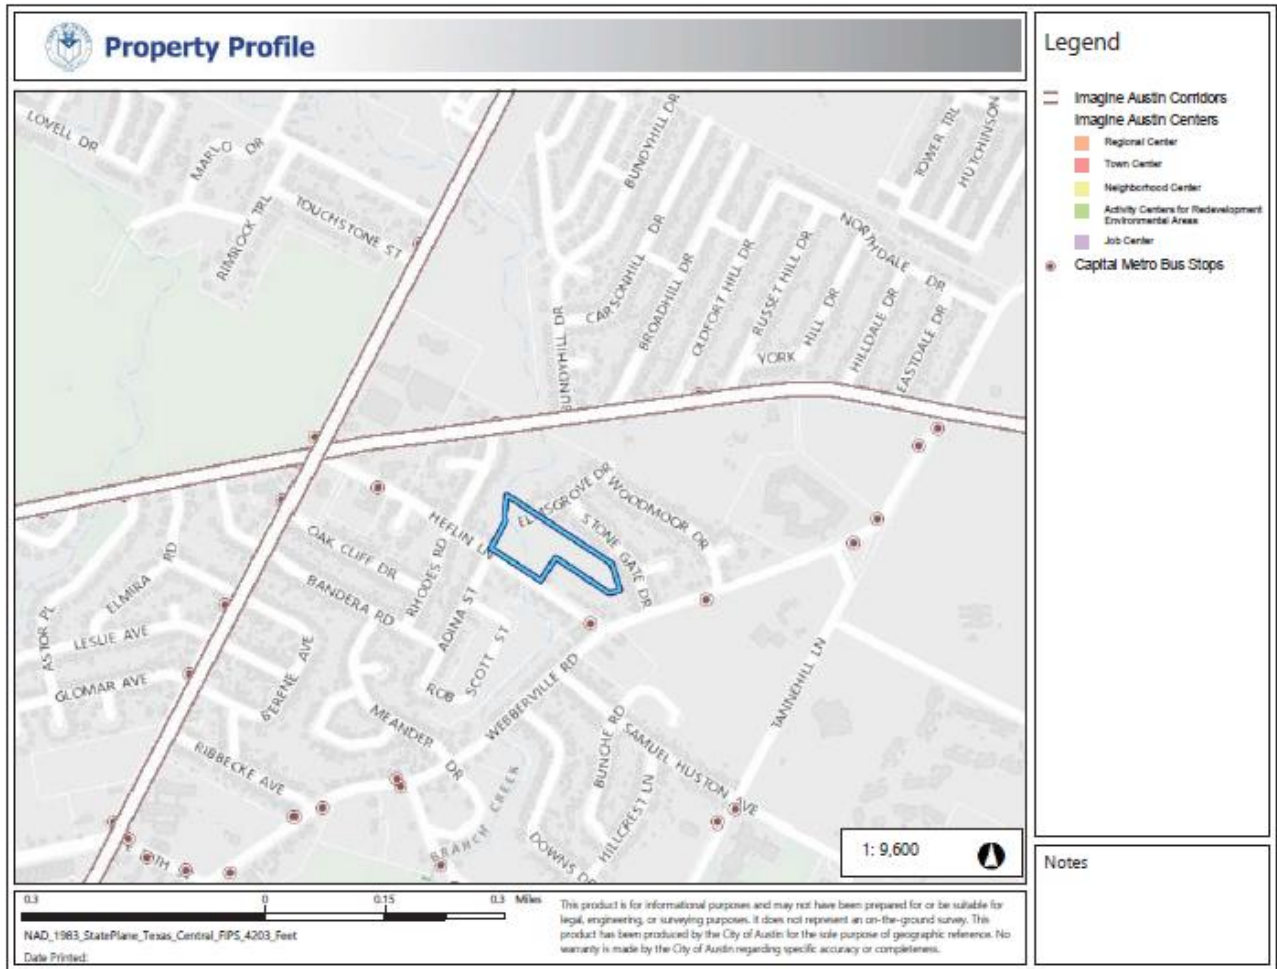 Property Profile
Legend
Imagine Austin Corridors
Imagine Austin Centers
Regional Center
Town Center
Neighborhood Center
Activity Centers for Redevelopment
Environmental Areas
Job Center
Capital Metro Bus Stops
LOVELL DR
MARLO DR
RIMROCK TRL
TOUCHSTONE ST
BUNDYHILL DR
TOWER TRL
HUTCHINSON
NORTHDALE DR
CARSONHILL DR
BROADHILL DR
OLDFORT HILL DR
RUSSET HILL DR
YORK HILL DR
HILLDALE DR
EASTDALE DR
BUNDYHILL DR
ELMSGROVE DR
WOODMOOR DR
STONE GATE DR
HEFLIN LN
OAK CLIFF DR
BANDERA RD
RHODES RD
ADINA ST
ELMIRA RD
ASTOR PL
LESLIE AVE
GLOMAR AVE
SCOTT ST
ROB
WEBBERVILLE RD
TANNEHILL LN
MEANDER DR
RIBBECKE AVE
BUNCHE RD
SAMUEL HUSTON AVE
HILLCREST LN
DOWNS DR
BRANCH CREEK
1: 9,600
Notes
0.3 0 0.15 0.3 Miles
NAD_1983_StatePlane_Texas_Central_FIPS_4203_Feet
Date Printed:
This product is for informational purposes and may not have been prepared for or be suitable for
legal, engineering, or surveying purposes. It does not represent an on-the-ground survey. This
product has been produced by the City of Austin for the sole purpose of geographic reference. No
warranty is made by the City of Austin regarding specific accuracy or completeness.